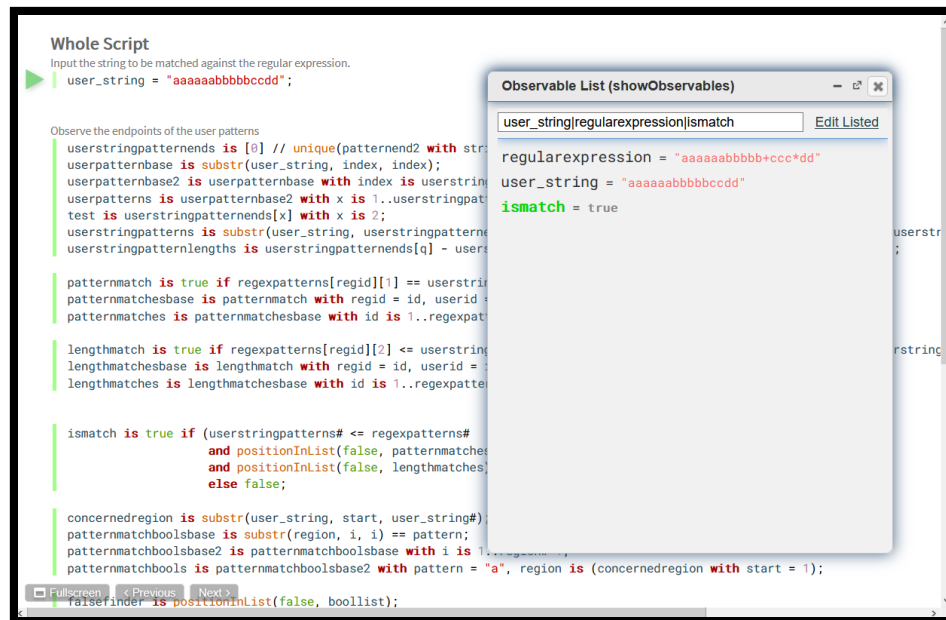 Whole Script
Input the string to be matched against the regular expression.
user_string = "aaaaaabbbbbccdd";
Observe the endpoints of the user patterns
userstringpatternends is [0] // unique(patternend2 with stri
userpatternbase is substr(user_string, index, index);
userpatternbase2 is userpatternbase with index is userstring
userpatterns is userpatternbase2 with x is 1..userstringpat
test is userstringpatternends[x] with x is 2;
userstringpatterns is substr(user_string, userstringpatterne
userstr
userstringpatternlengths is userstringpatternends[q] - users
;
patternmatch is true if regexpatterns[regid][1] == userstrin
patternmatchesbase is patternmatch with regid = id, userid =
patternmatches is patternmatchesbase with id is 1..regexpat
lengthmatch is true if regexpatterns[regid][2] <= userstring
rstring
lengthmatchesbase is lengthmatch with regid = id, userid =
lengthmatches is lengthmatchesbase with id is 1..regexpatte
ismatch is true if (userstringpatterns# <= regexpatterns#
and positionInList(false, patternmatches
and positionInList(false, lengthmatches)
else false;
concernedregion is substr(user_string, start, user_string#);
patternmatchboolsbase is substr(region, i, i) == pattern;
patternmatchboolsbase2 is patternmatchboolsbase with i is 1..region#
patternmatchbools is patternmatchboolsbase2 with pattern = "a", region is (concernedregion with start = 1);
falsefinder is positionInList(false, boollist);
Fullscreen
< Previous
Next >
Observable List (showObservables)
user_string|regularexpression|ismatch
Edit Listed
regularexpression = "aaaaaabbbbb+ccc*dd"
user_string = "aaaaaabbbbbccdd"
ismatch = true